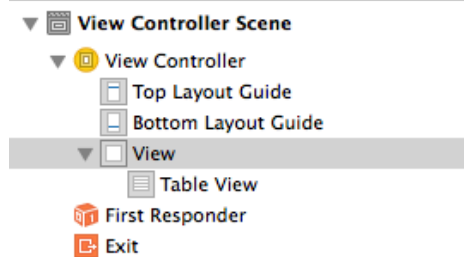 View Controller Scene
View Controller
Top Layout Guide
Bottom Layout Guide
View
Table View
First Responder
Exit